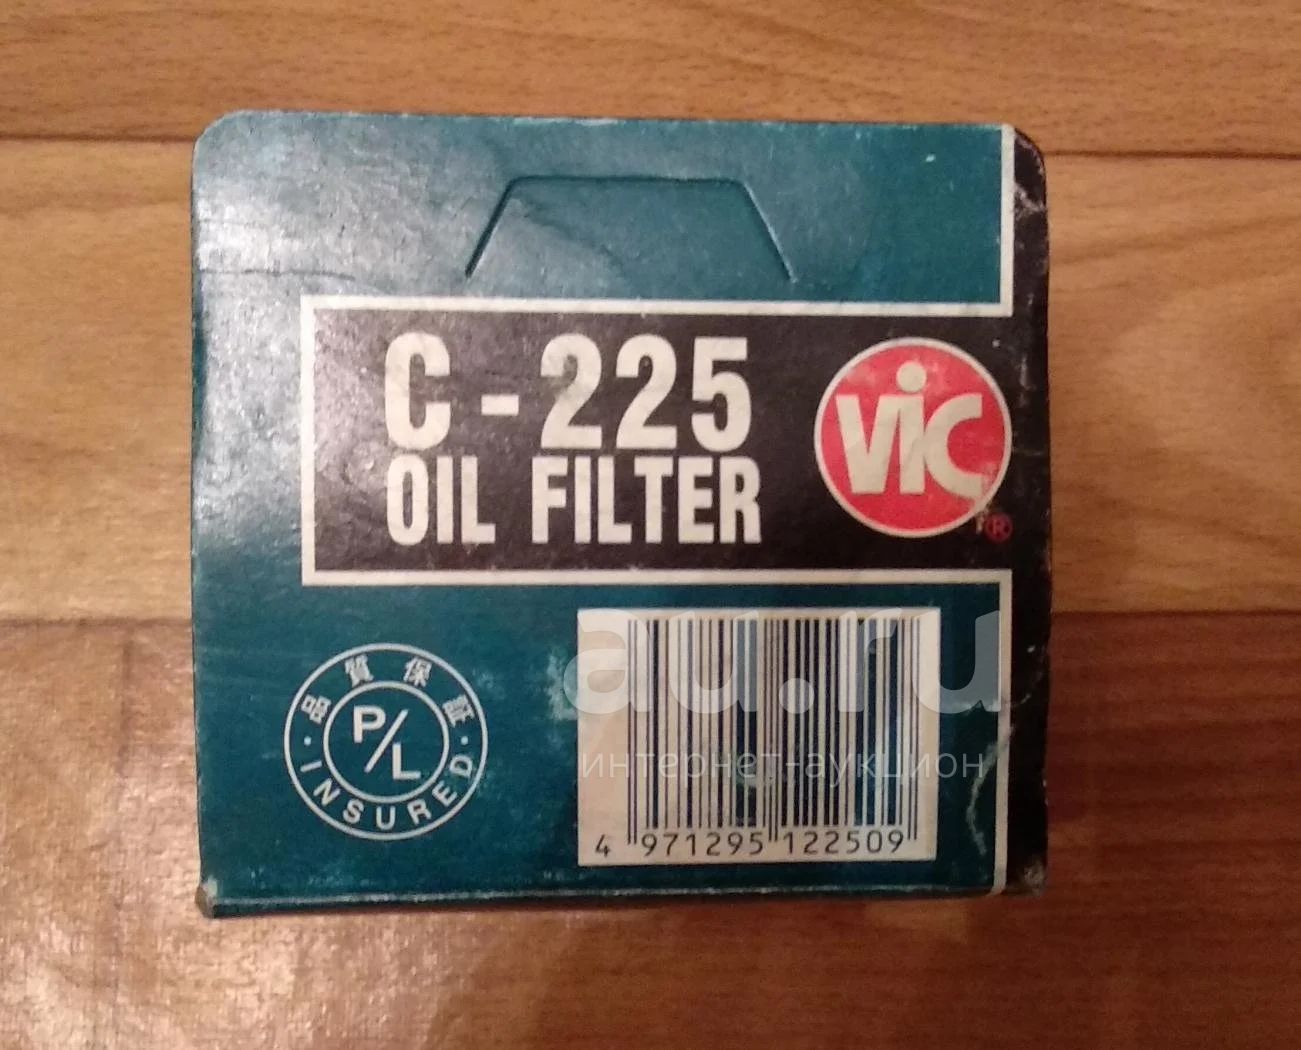 C - 225
OIL FILTER
VIC
®
品質保証
P/L
· INSURED ·
au.ru
интернет-аукцион
4 971295 122509